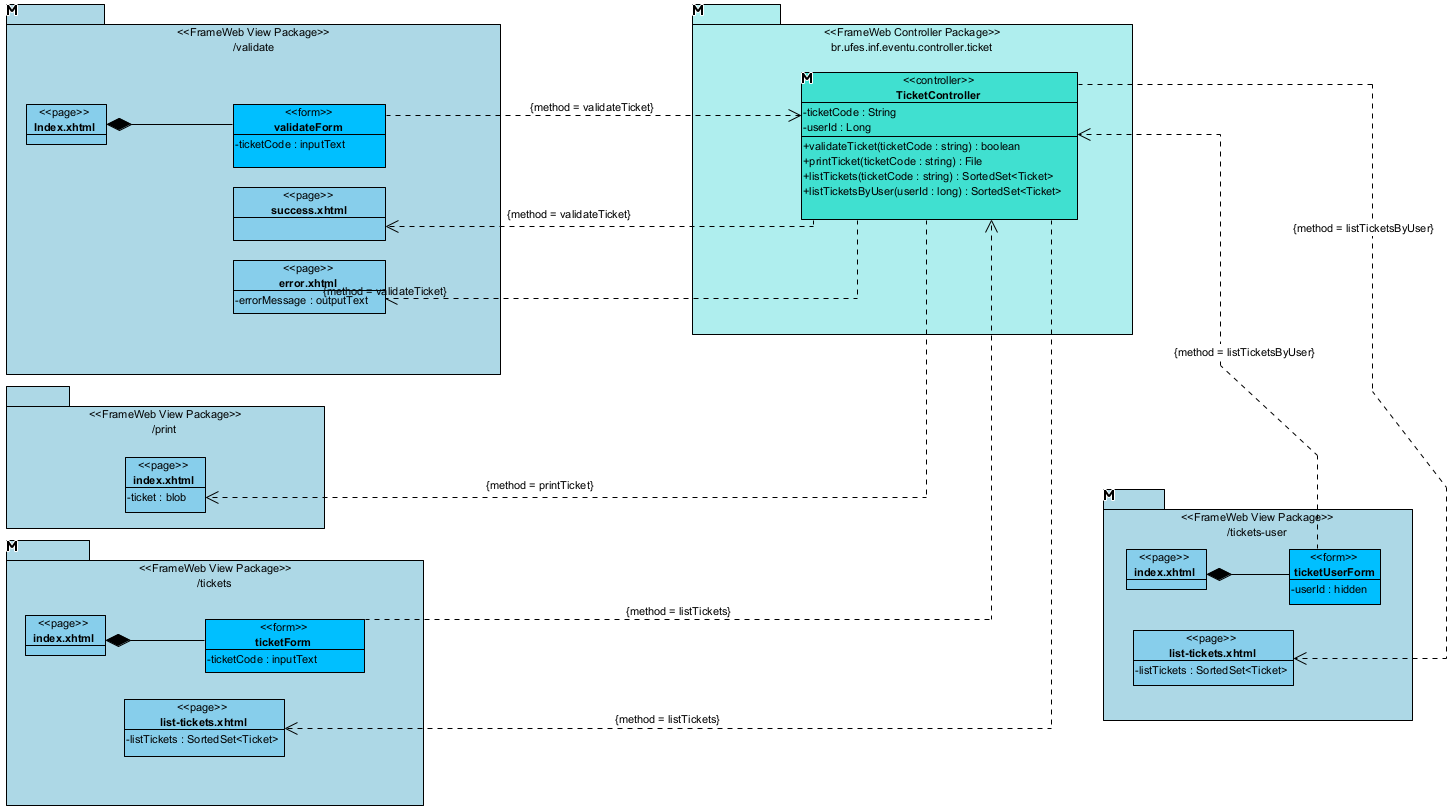 M
<<FrameWeb View Package>>
/validate
<<page>>
Index.xhtml
<<form>>
validateForm
-ticketCode : inputText
<<page>>
success.xhtml
<<page>>
error.xhtml
-errorMessage : outputText
{method = validateTicket}
{method = validateTicket}
{method = validateTicket}
M
<<FrameWeb Controller Package>>
br.ufes.inf.eventu.controller.ticket
M
<<controller>>
TicketController
-ticketCode : String
-userId : Long
+validateTicket(ticketCode : string) : boolean
+printTicket(ticketCode : string) : File
+listTickets(ticketCode : string) : SortedSet<Ticket>
+listTicketsByUser(userId : long) : SortedSet<Ticket>
{method = listTicketsByUser}
{method = listTicketsByUser}
<<FrameWeb View Package>>
/print
<<page>>
index.xhtml
-ticket : blob
{method = printTicket}
M
<<FrameWeb View Package>>
/tickets
<<page>>
index.xhtml
<<form>>
ticketForm
-ticketCode : inputText
<<page>>
list-tickets.xhtml
-listTickets : SortedSet<Ticket>
{method = listTickets}
{method = listTickets}
M
<<FrameWeb View Package>>
/tickets-user
<<page>>
index.xhtml
<<form>>
ticketUserForm
-userId : hidden
<<page>>
list-tickets.xhtml
-listTickets : SortedSet<Ticket>